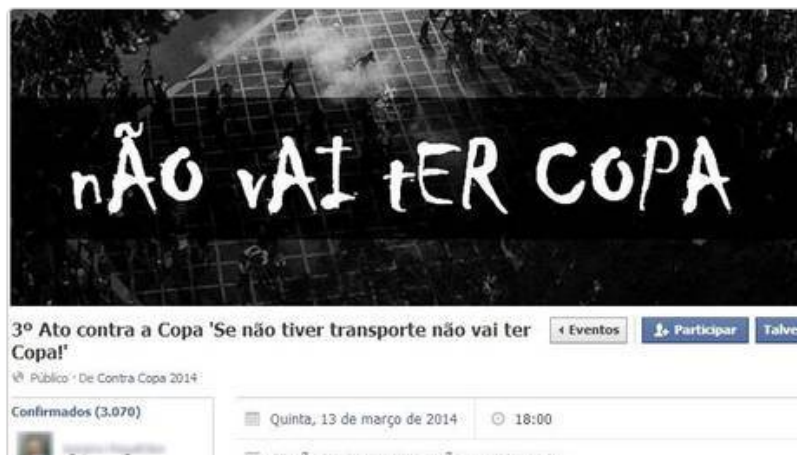 nÃO vAI tER COPA
3º Ato contra a Copa 'Se não tiver transporte não vai ter
Copa!'
Eventos
Participar
Talve
Público · De Contra Copa 2014
Confirmados (3.070)
Quinta, 13 de março de 2014
18:00